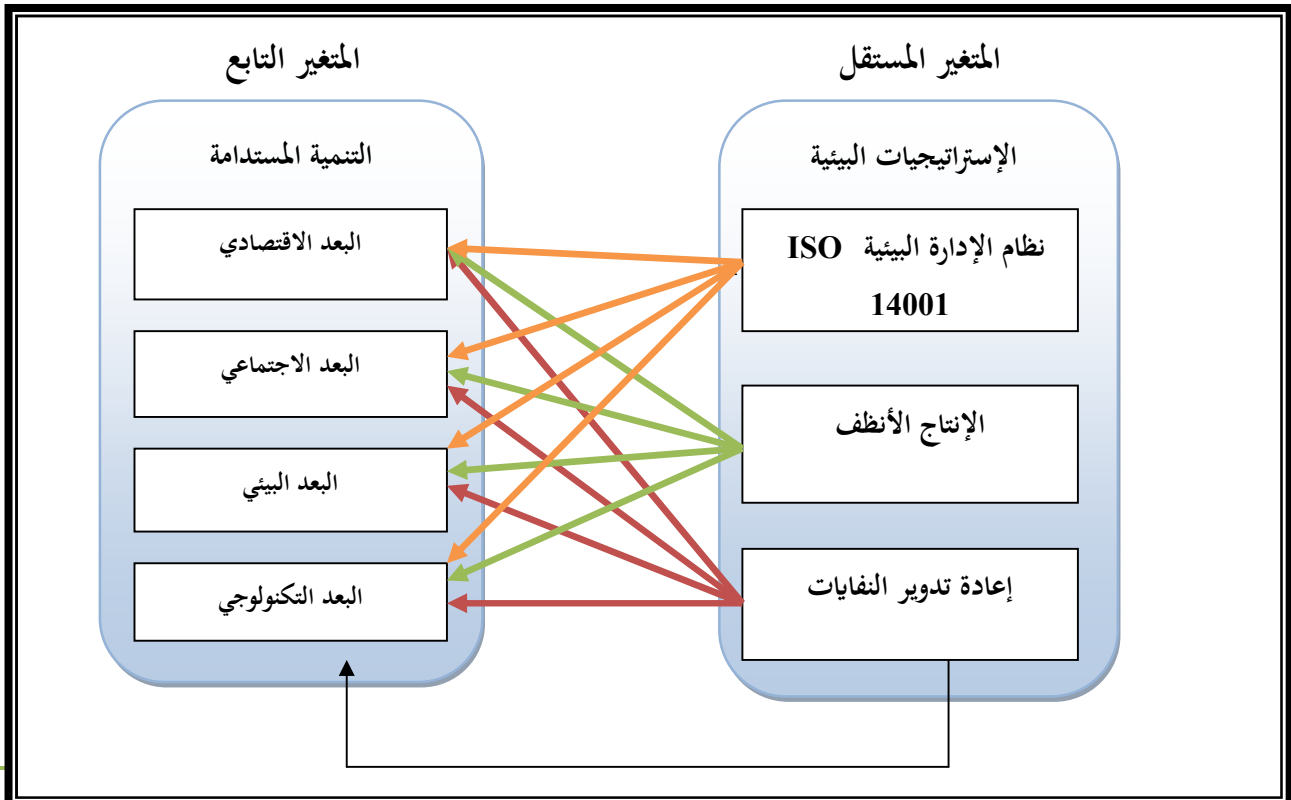 المتغير المستقل
المتغير التابع
الإستراتيجيات البيئية
نظام الإدارة البيئية ISO
14001
الإنتاج الأنظف
إعادة تدوير النفايات
التنمية المستدامة
البعد الاقتصادي
البعد الاجتماعي
البعد البيئي
البعد التكنولوجي